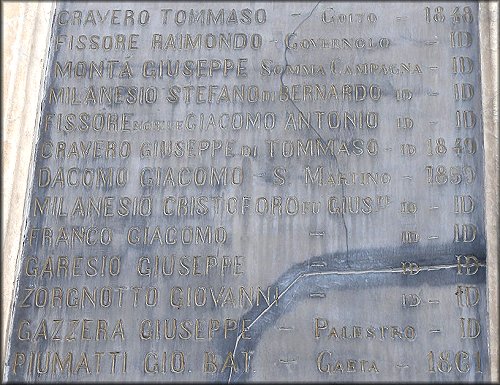 CRAVERO TOMMASO - GOITO - 1848
FISSORE RAIMONDO - GOVERNOLO - ID
MONTÀ GIUSEPPE SOMMA CAMPAGNA - ID
MILANESIO STEFANO DI BERNARDO ID - ID
FISSORE GIACOMO ANTONIO ID - ID
CRAVERO GIUSEPPE DI TOMMASO - ID 1849
DACOMO GIACOMO - S. MARTINO - 1859
MILANESIO CRISTOFORO FU GIUS.PE ID - ID
FRANCO GIACOMO - ID - ID
GARESIO GIUSEPPE - ID - ID
ZORGNOTTO GIOVANNI - ID - ID
GAZZERA GIUSEPPE - PALESTRO - ID
PIUMATTI GIO. BAT. - GAETA - 1861